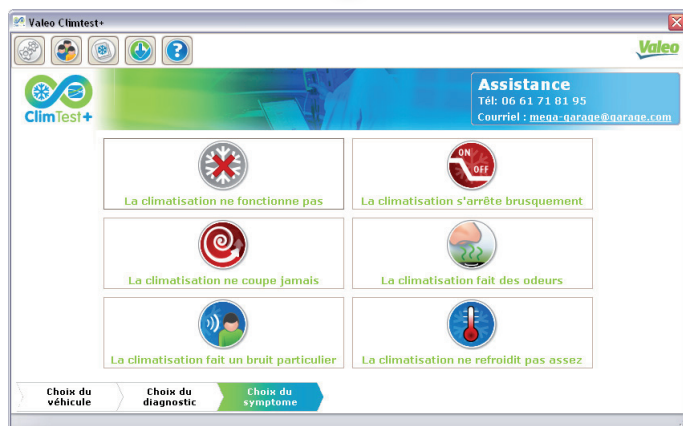 Valeo Climtest+
Valeo
ClimTest+
Assistance
Tél: 06 61 71 81 95
Courriel : mega-garage@garage.com
La climatisation ne fonctionne pas
ON
OFF
La climatisation s'arrête brusquement
La climatisation ne coupe jamais
La climatisation fait des odeurs
La climatisation fait un bruit particulier
La climatisation ne refroidit pas assez
Choix du
véhicule
Choix du
diagnostic
Choix du
symptome